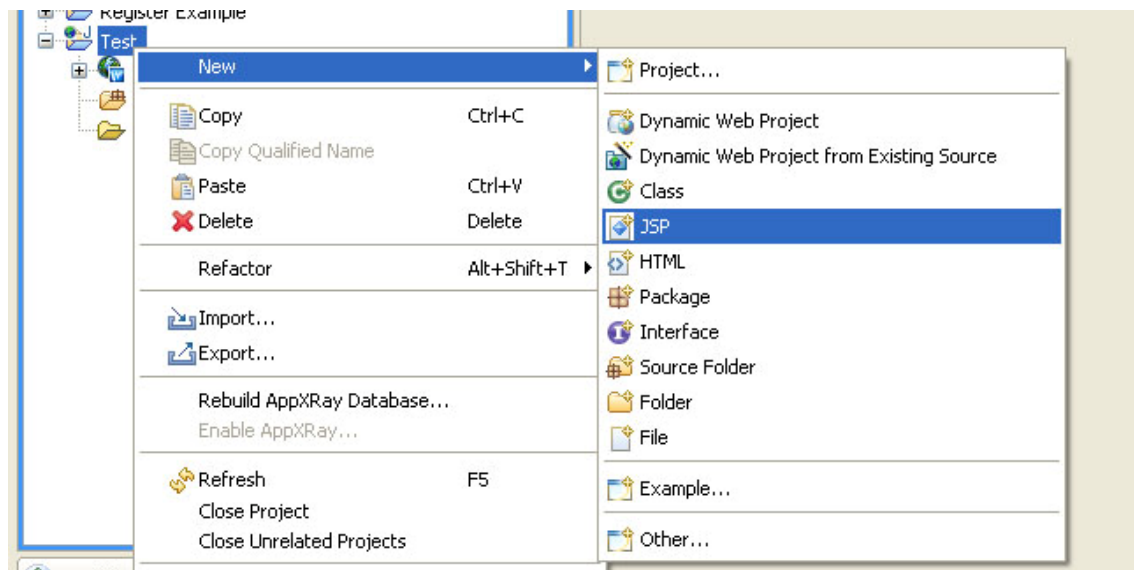 Register Example
Test
New
Copy Ctrl+C
Copy Qualified Name
Paste Ctrl+V
Delete Delete
Refactor Alt+Shift+T
Import...
Export...
Rebuild AppXRay Database...
Enable AppXRay...
Refresh F5
Close Project
Close Unrelated Projects
Project...
Dynamic Web Project
Dynamic Web Project from Existing Source
Class
JSP
HTML
Package
Interface
Source Folder
Folder
File
Example...
Other...